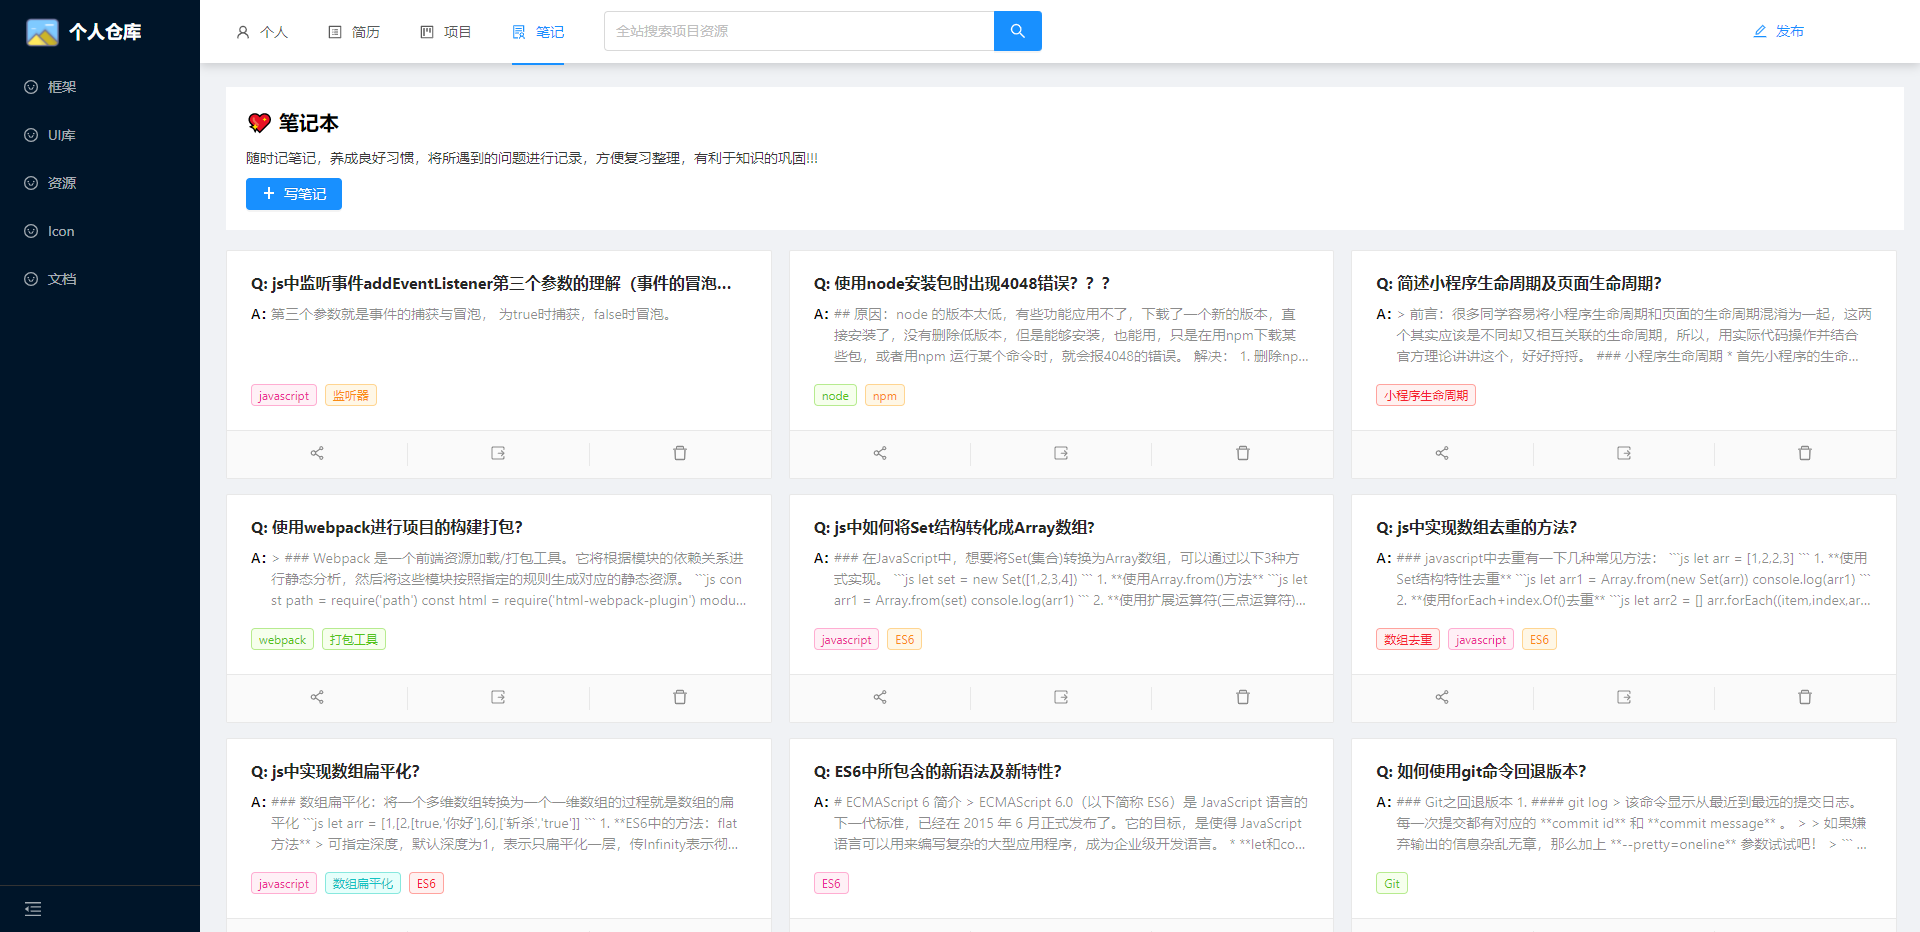 个人仓库
个人
简历
项目
笔记
全站搜索项目资源
发布
框架
UI库
资源
Icon
文档
笔记本
随时记笔记，养成良好习惯，将所遇到的问题进行记录，方便复习整理，有利于知识的巩固!!!
写笔记
Q: js中监听事件addEventListener第三个参数的理解（事件的冒泡...
A: 第三个参数就是事件的捕获与冒泡， 为true时捕获，false时冒泡。
javascript 监听器
Q: 使用node安装包时出现4048错误？？？
A: ## 原因：node 的版本太低，有些功能应用不了，下载了一个新的版本，直
接安装了，没有删除低版本，但是能够安装，也能用，只是在用npm下载某
些包，或者用npm 运行某个命令时，就会报4048的错误。 解决： 1. 删除np...
node npm
Q: 简述小程序生命周期及页面生命周期？
A: > 前言：很多同学容易将小程序生命周期和页面的生命周期混淆为一起，这两
个其实应该是不同却又相互关联的生命周期，所以，用实际代码操作并结合
官方理论讲讲这个，好好捋捋。 ### 小程序生命周期 * 首先小程序的生命...
小程序生命周期
Q: 使用webpack进行项目的构建打包？
A: > ### Webpack 是一个前端资源加载/打包工具。它将根据模块的依赖关系进
行静态分析，然后将这些模块按照指定的规则生成对应的静态资源。 ```js con
st path = require('path') const html = require('html-webpack-plugin') modu...
webpack 打包工具
Q: js中如何将Set结构转化成Array数组？
A: ### 在JavaScript中，想要将Set(集合)转换为Array数组，可以通过以下3种方
式实现。 ```js let set = new Set([1,2,3,4]) ``` 1. **使用Array.from()方法** ```js let
arr1 = Array.from(set) console.log(arr1) ``` 2. **使用扩展运算符(三点运算符)...
javascript ES6
Q: js中实现数组去重的方法？
A: ### javascript中去重有一下几种常见方法： ```js let arr = [1,2,2,3] ``` 1. **使用
Set结构特性去重** ```js let arr1 = Array.from(new Set(arr)) console.log(arr1) ```
2. **使用forEach+index.Of()去重** ```js let arr2 = [] arr.forEach((item,index,ar...
数组去重 javascript ES6
Q: js中实现数组扁平化？
A: ### 数组扁平化：将一个多维数组转换为一个一维数组的过程就是数组的扁
平化 ```js let arr = [1,[2,[true,'你好'],6],['斩杀','true']] ``` 1. **ES6中的方法：flat
方法** > 可指定深度，默认深度为1，表示只扁平化一层，传Infinity表示彻...
javascript 数组扁平化 ES6
Q: ES6中所包含的新语法及新特性？
A: # ECMAScript 6 简介 > ECMAScript 6.0（以下简称 ES6）是 JavaScript 语言的
下一代标准，已经在 2015 年 6 月正式发布了。它的目标，是使得 JavaScript
语言可以用来编写复杂的大型应用程序，成为企业级开发语言。 * **let和co...
ES6
Q: 如何使用git命令回退版本？
A: ### Git之回退版本 1. #### git log > 该命令显示从最近到最远的提交日志。
每一次提交都有对应的 **commit id** 和 **commit message** 。 > > 如果嫌
弃输出的信息杂乱无章，那么加上 **--pretty=oneline** 参数试试吧！ > ``` ...
Git